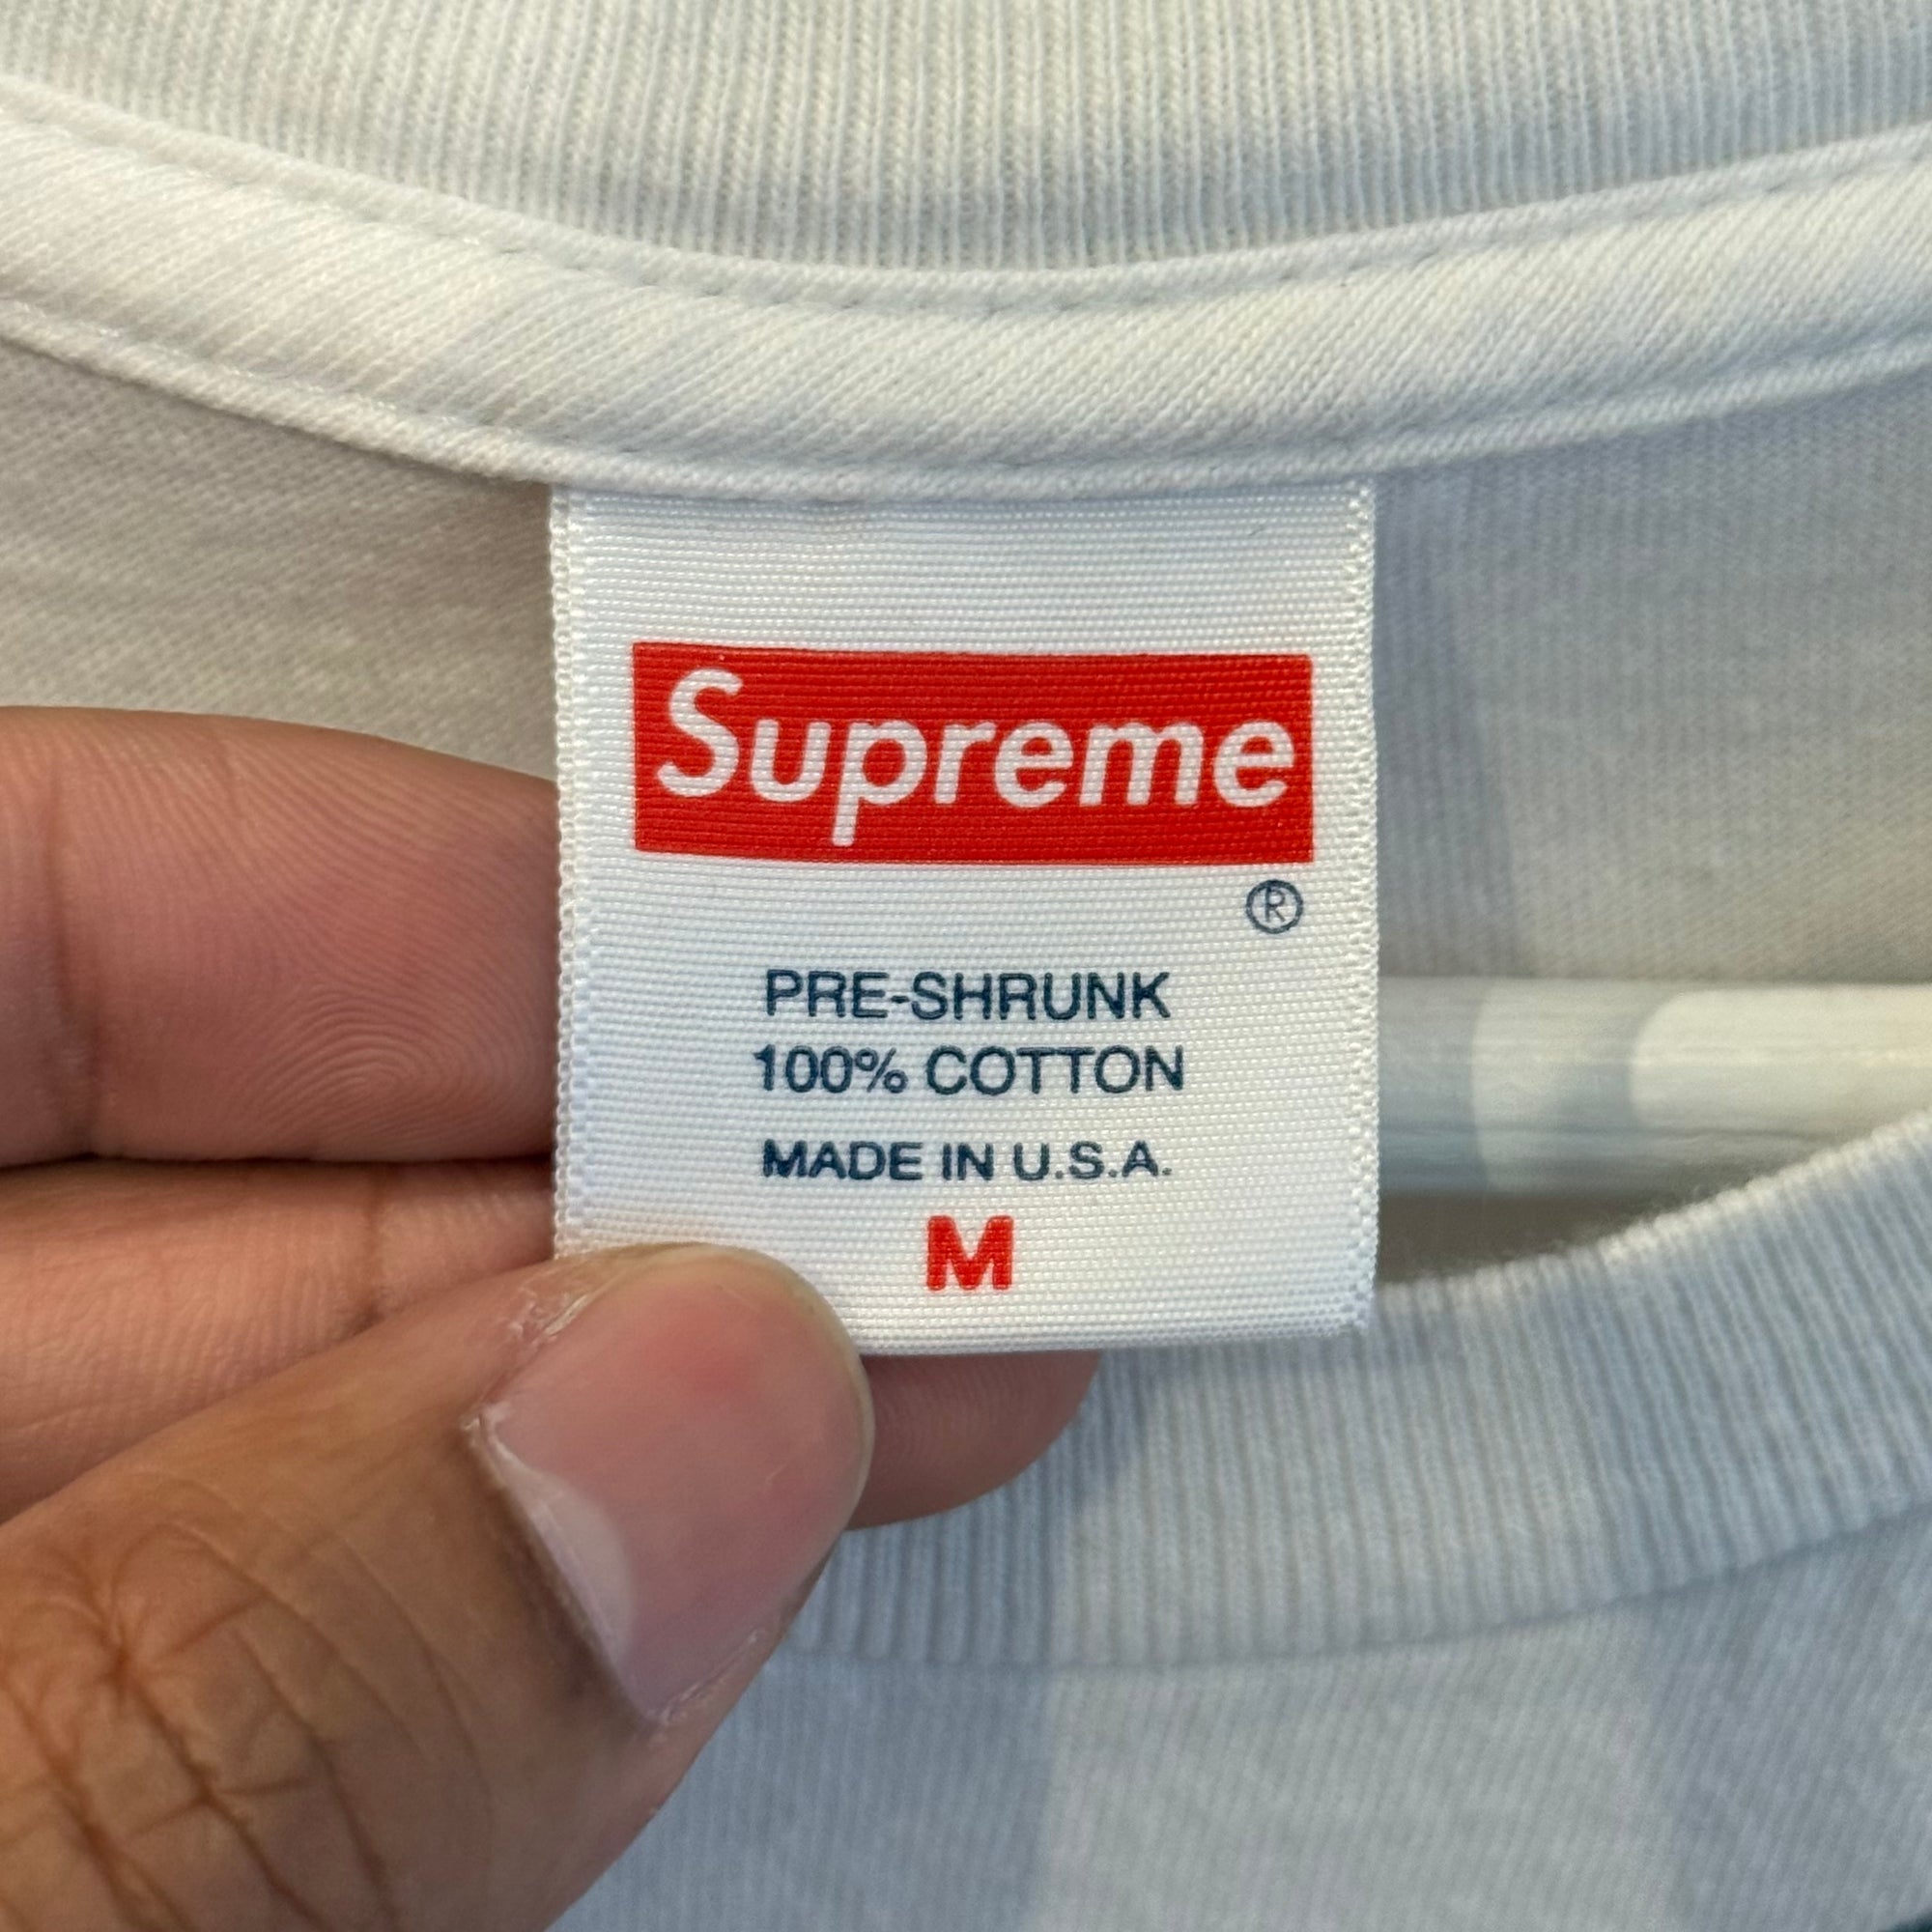 Supreme
®
PRE-SHRUNK
100% COTTON
MADE IN U.S.A.
M